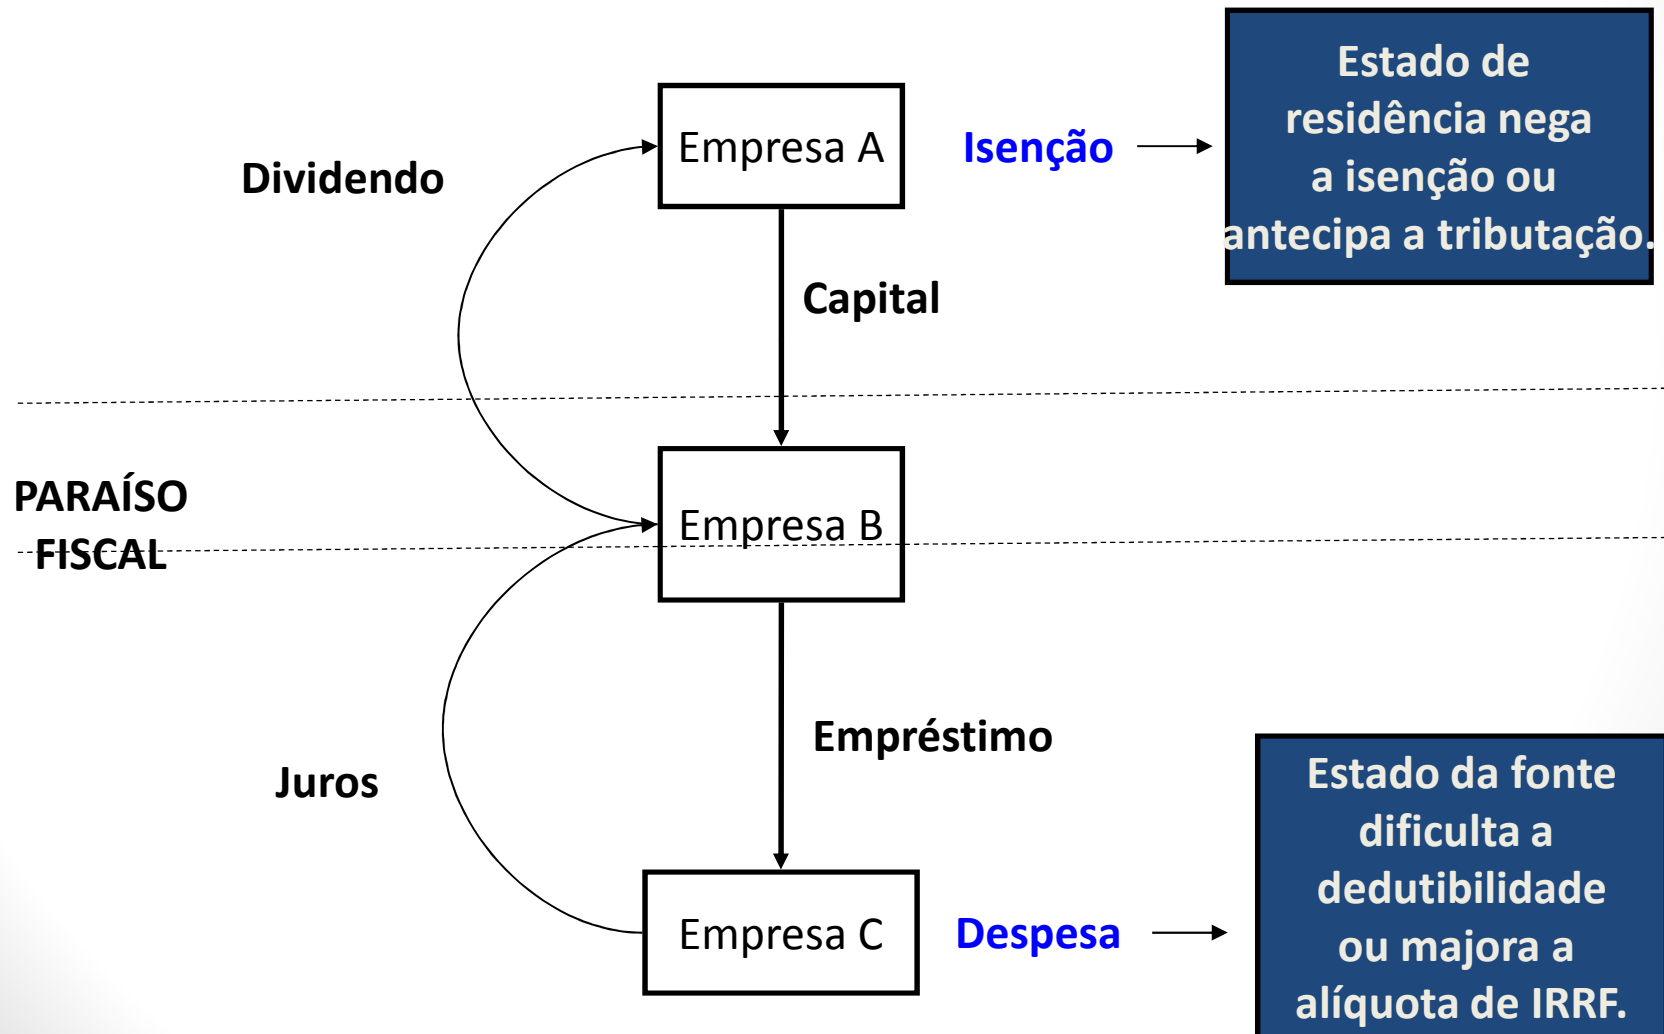 Estado de
residência nega
a isenção ou
antecipa a tributação.
Empresa A
Isenção
Dividendo
Capital
PARAÍSO
FISCAL
Empresa B
Empréstimo
Juros
Estado da fonte
dificulta a
dedutibilidade
ou majora a
alíquota de IRRF.
Empresa C
Despesa